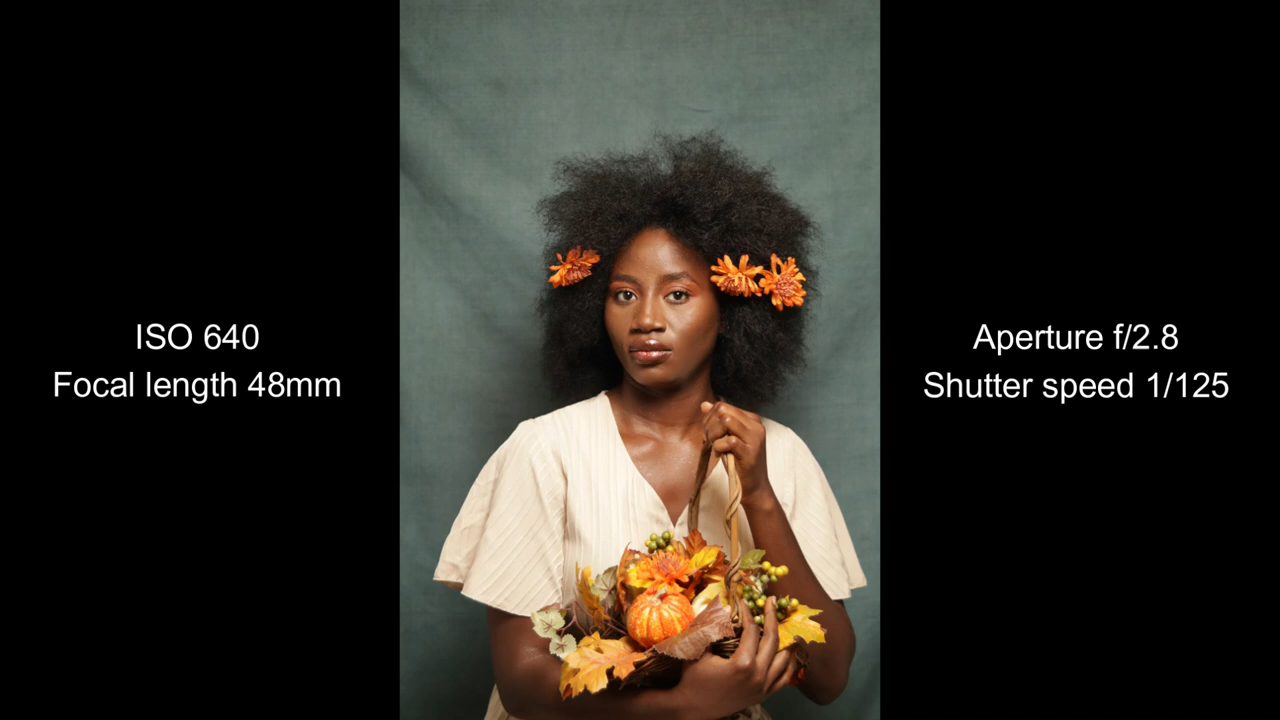 ISO 640
Focal length 48mm
Aperture f/2.8
Shutter speed 1/125